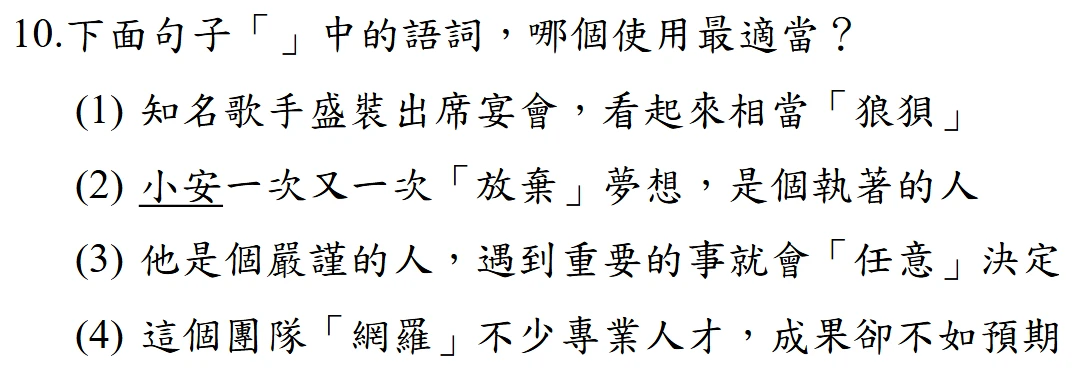 10.下面句子「」中的語詞，哪個使用最適當？
(1) 知名歌手盛裝出席宴會，看起來相當「狼狽」
(2) 小安一次又一次「放棄」夢想，是個執著的人
(3) 他是個嚴謹的人，遇到重要的事就會「任意」決定
(4) 這個團隊「網羅」不少專業人才，成果卻不如預期